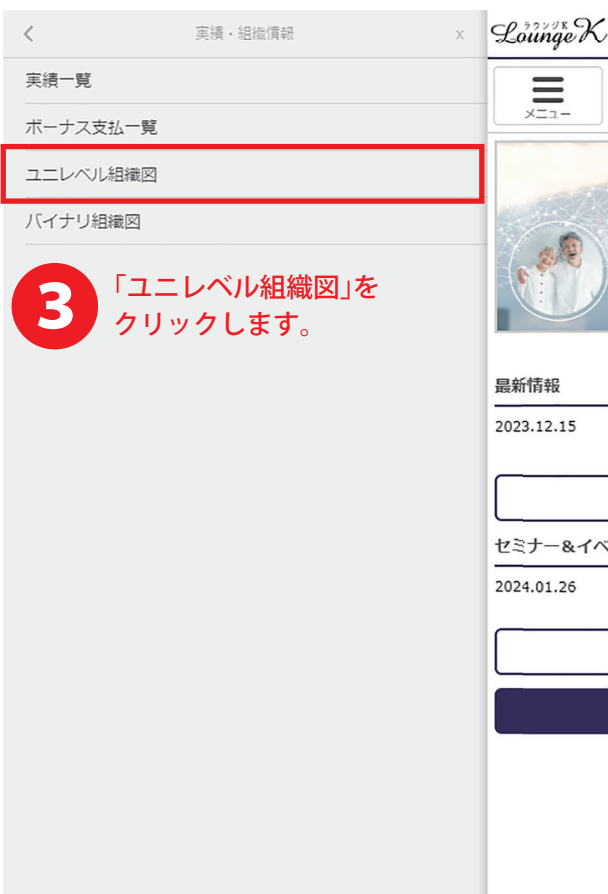 実績・組織情報
x
実績一覧
ボーナス支払一覧
ユニレベル組織図
バイナリ組織図
3
「ユニレベル組織図」を
クリックします。
ラウンジK
Lounge K
メニュー
最新情報
2023.12.15
セミナー&イベ
2024.01.26